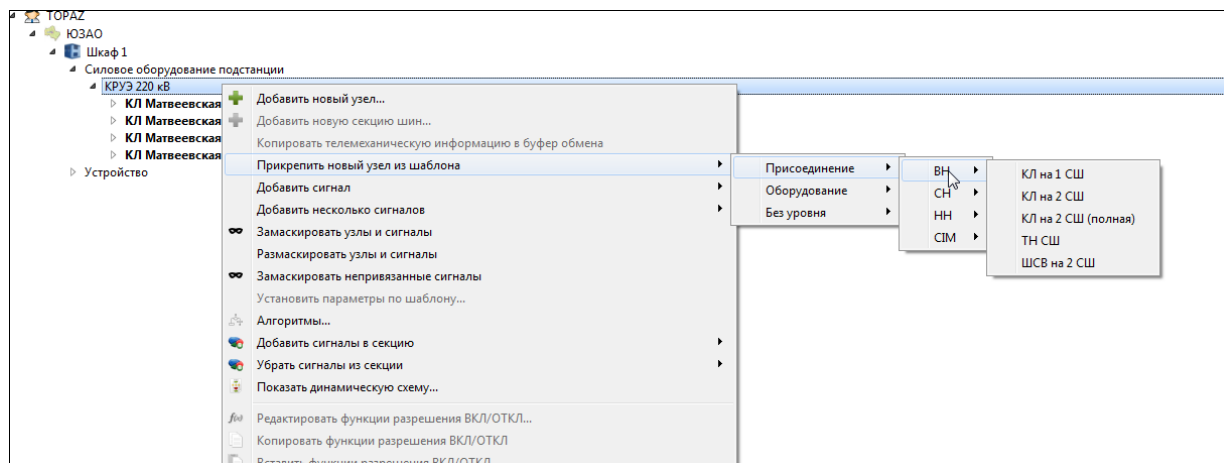 TOPAZ
ЮЗАО
Шкаф 1
Силовое оборудование подстанции
КРУЭ 220 кВ
КЛ Матвеевская
КЛ Матвеевская
КЛ Матвеевская
КЛ Матвеевская
Устройство
Добавить новый узел...
Добавить новую секцию шин...
Копировать телемеханическую информацию в буфер обмена
Прикрепить новый узел из шаблона
Добавить сигнал
Добавить несколько сигналов
Замаскировать узлы и сигналы
Размаскировать узлы и сигналы
Замаскировать непривязанные сигналы
Установить параметры по шаблону...
Алгоритмы...
Добавить сигналы в секцию
Убрать сигналы из секции
Показать динамическую схему...
f(x) Редактировать функции разрешения ВКЛ/ОТКЛ...
Копировать функции разрешения ВКЛ/ОТКЛ
Вставить функции разрешения ВКЛ/ОТКЛ
Присоединение
Оборудование
Без уровня
ВН
СН
НН
CIM
КЛ на 1 СШ
КЛ на 2 СШ
КЛ на 2 СШ (полная)
ТН СШ
ШСВ на 2 СШ